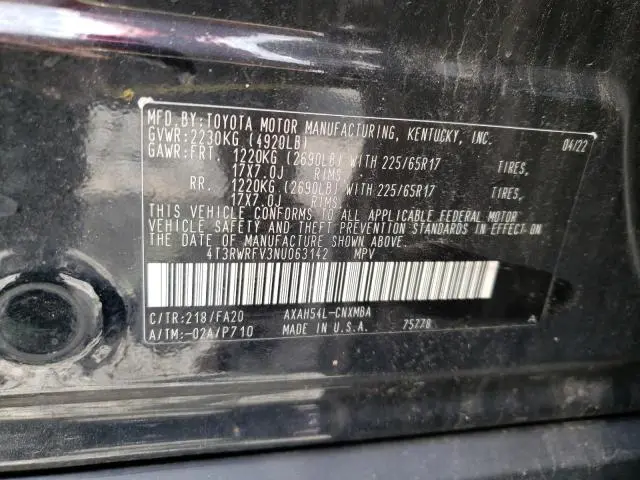 MFD.BY:TOYOTA MOTOR MANUFACTURING, KENTUCKY, INC.
GVWR:2230KG (4920LB) 04/22
GAWR:FRT 1220KG (2690LB) WITH 225/65R17 TIRES,
17X7.0J RIMS
RR. 1220KG (2690LB) WITH 225/65R17 TIRES,
17X7.0J RIMS
THIS VEHICLE CONFORMS TO ALL APPLICABLE FEDERAL MOTOR
VEHICLE SAFETY AND THEFT PREVENTION STANDARDS IN EFFECT ON
THE DATE OF MANUFACTURE SHOWN ABOVE.
4T3RWRFV3NU063142 MPV
C/TR:218/FA20 AXAH54L-CNXMBA
A/TM:-02A/P710 75778 A